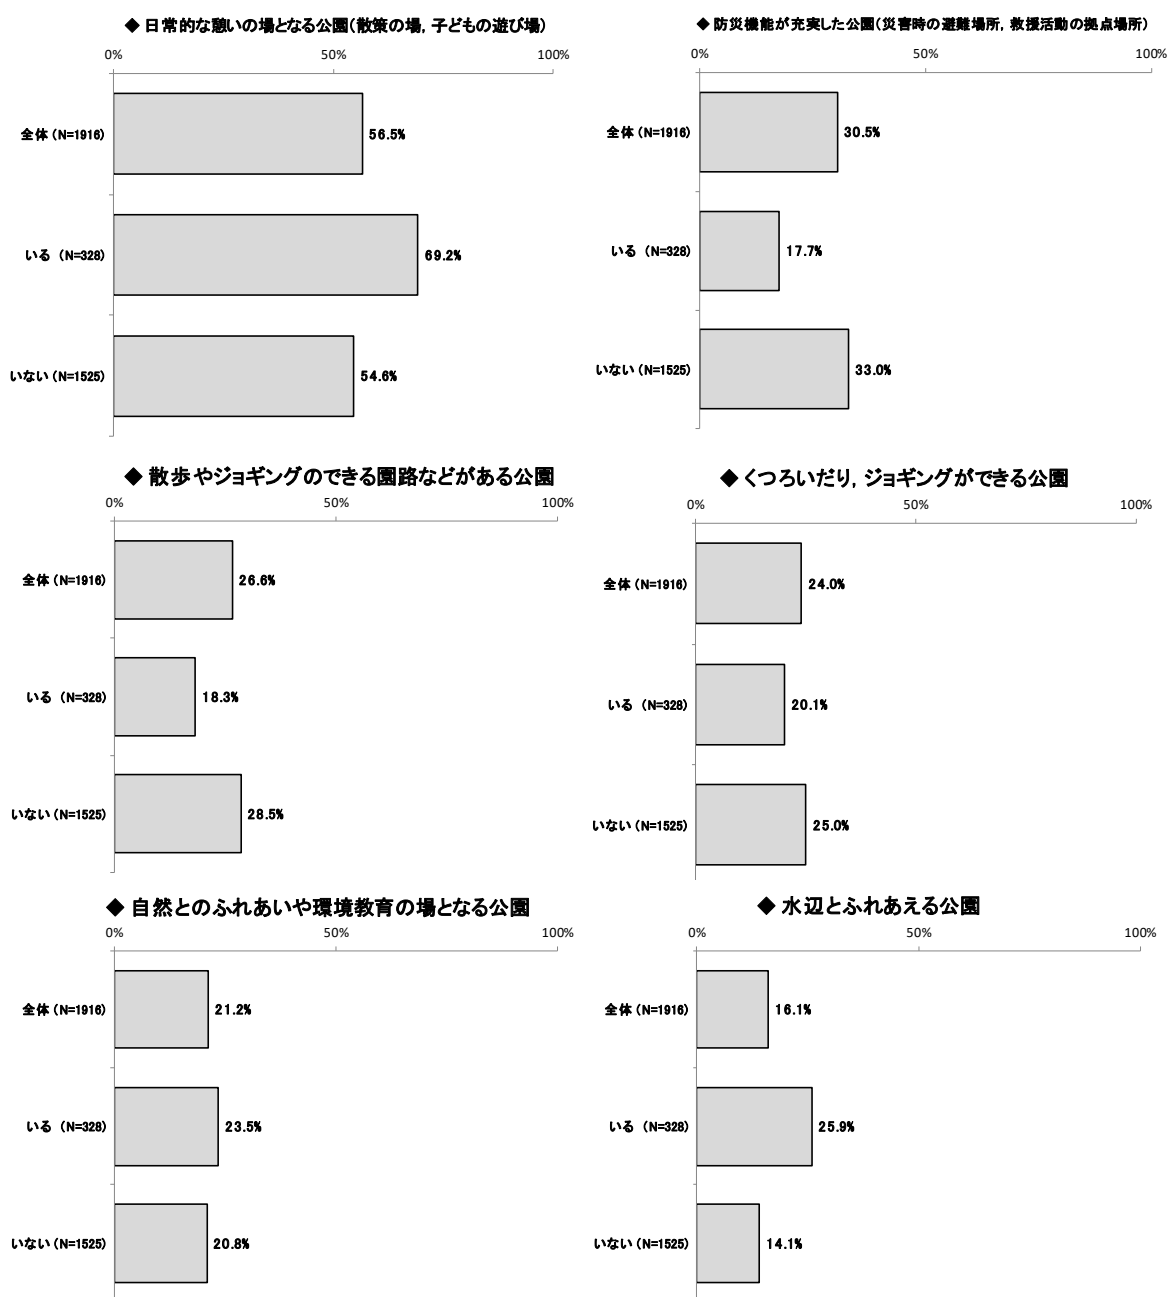 ◆ 日常的な憩いの場となる公園(散策の場, 子どもの遊び場)
0% 50% 100%
全体 (N=1916) 56.5%
いる (N=328) 69.2%
いない (N=1525) 54.6%
◆ 防災機能が充実した公園(災害時の避難場所, 救援活動の拠点場所)
0% 50% 100%
全体 (N=1916) 30.5%
いる (N=328) 17.7%
いない (N=1525) 33.0%
◆ 散歩やジョギングのできる園路などがある公園
0% 50% 100%
全体 (N=1916) 26.6%
いる (N=328) 18.3%
いない (N=1525) 28.5%
◆ くつろいだり, ジョギングができる公園
0% 50% 100%
全体 (N=1916) 24.0%
いる (N=328) 20.1%
いない (N=1525) 25.0%
◆ 自然とのふれあいや環境教育の場となる公園
0% 50% 100%
全体 (N=1916) 21.2%
いる (N=328) 23.5%
いない (N=1525) 20.8%
◆ 水辺とふれあえる公園
0% 50% 100%
全体 (N=1916) 16.1%
いる (N=328) 25.9%
いない (N=1525) 14.1%